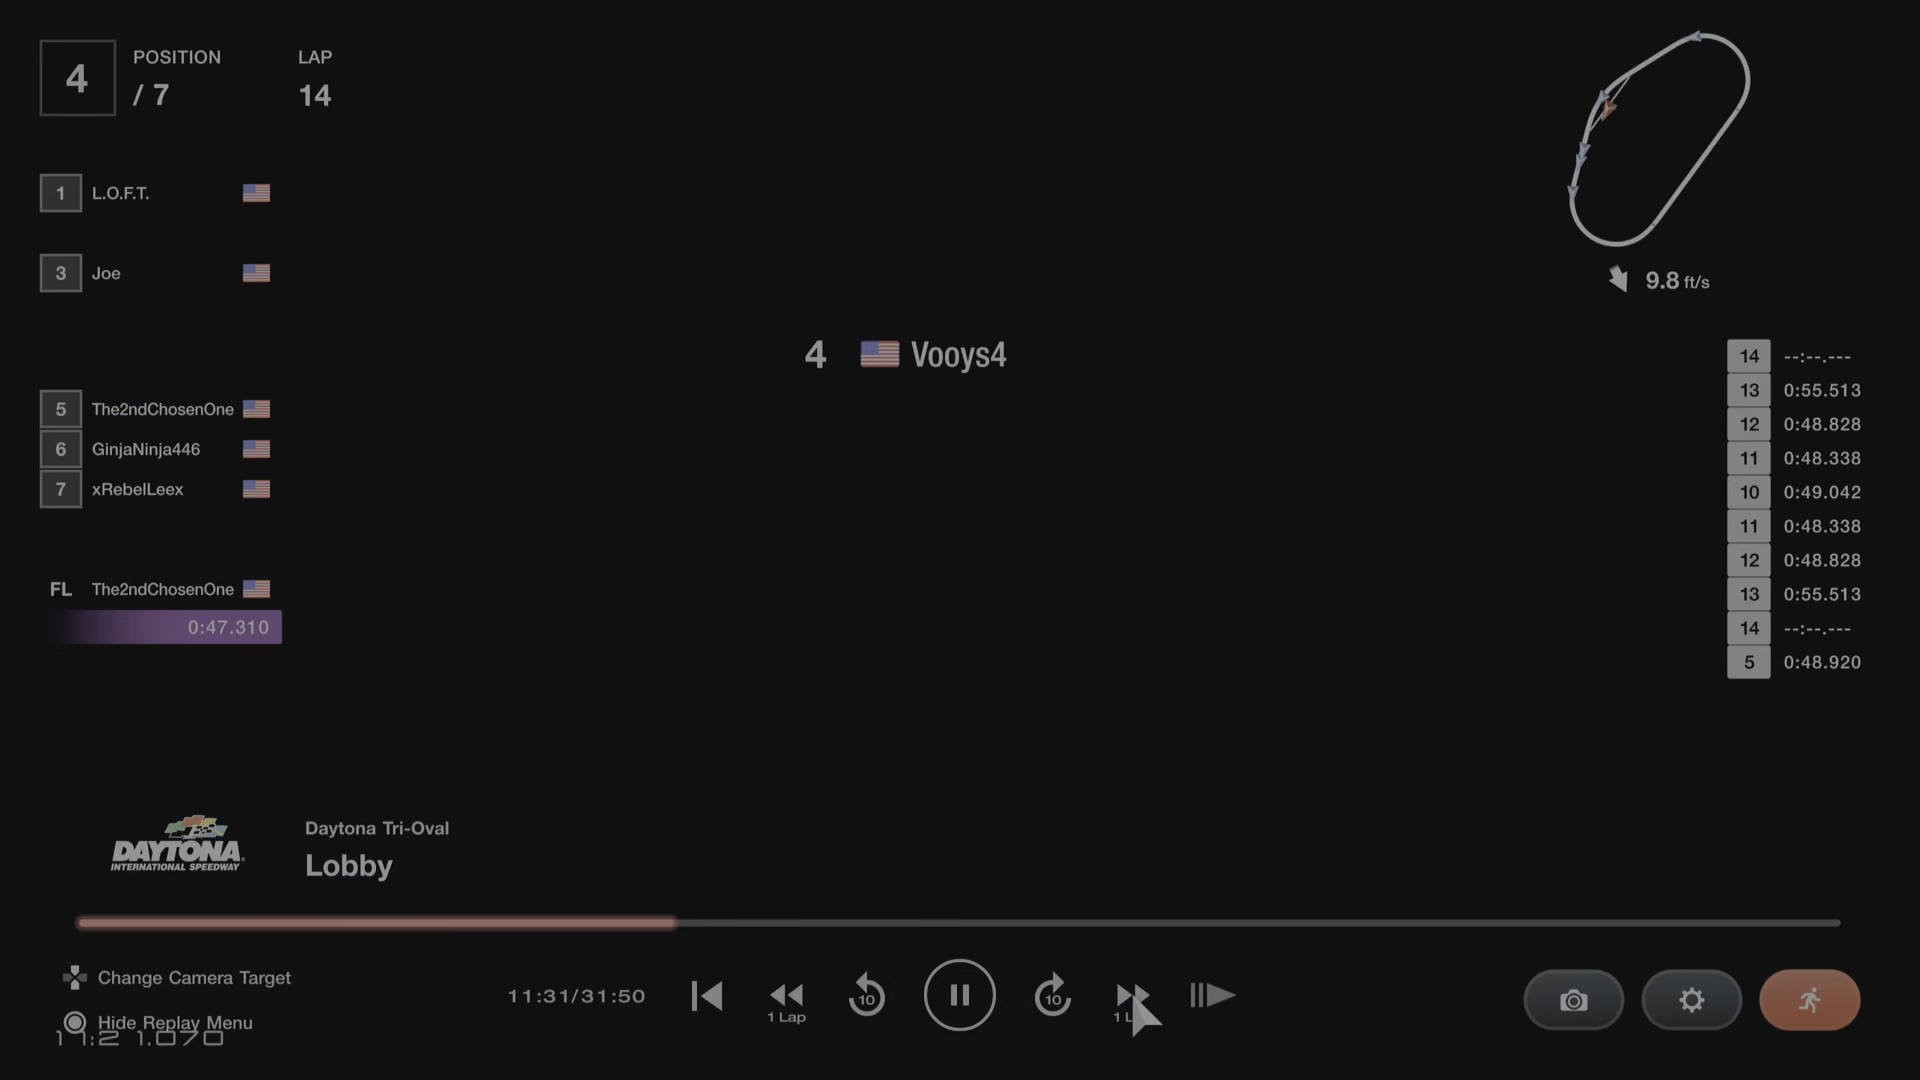 4
POSITION
/ 7
LAP
14
1 L.O.F.T.
3 Joe
4 Vooys4
5 The2ndChosenOne
6 GinjaNinja446
7 xRebelLeex
FL The2ndChosenOne
0:47.310
9.8 ft/s
14 --:--.---
13 0:55.513
12 0:48.828
11 0:48.338
10 0:49.042
11 0:48.338
12 0:48.828
13 0:55.513
14 --:--.---
5 0:48.920
DAYTONA
INTERNATIONAL SPEEDWAY
Daytona Tri-Oval
Lobby
Change Camera Target
Hide Replay Menu
11:31/31:50
1 Lap
10
10